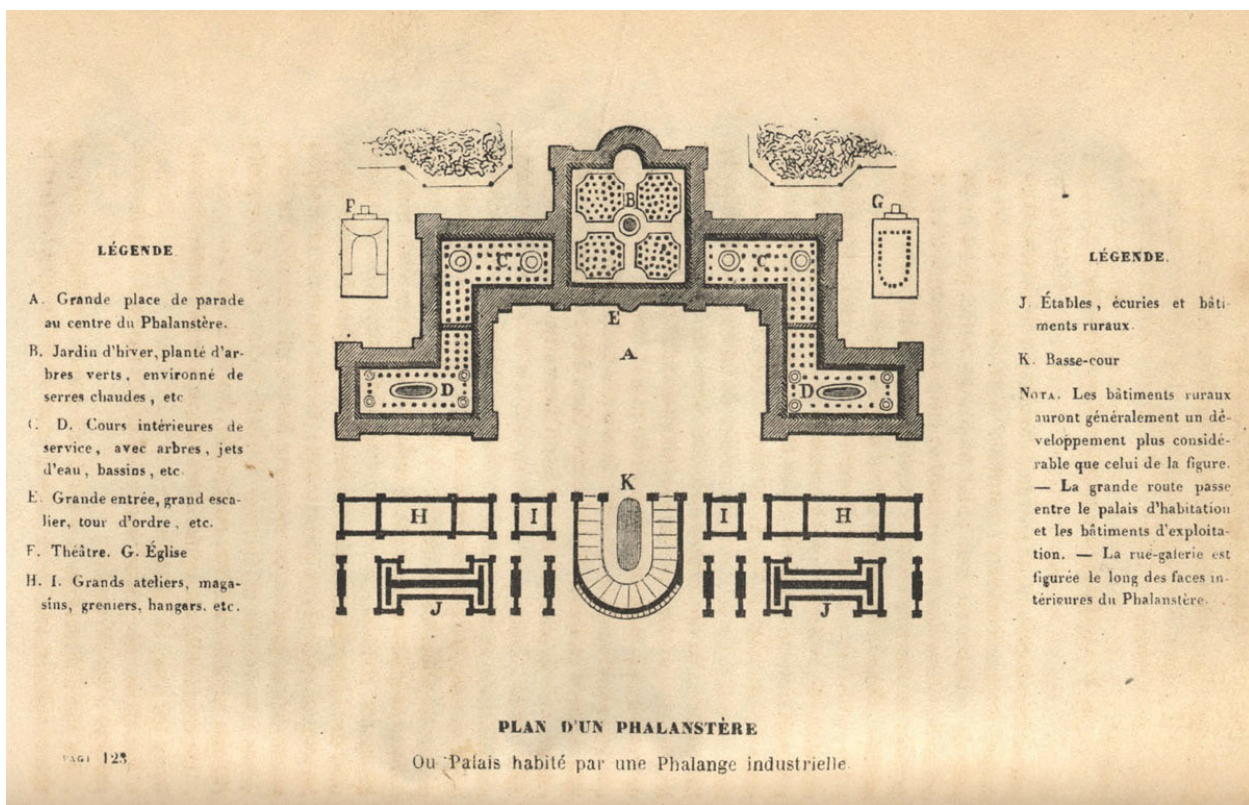 LÉGENDE
A. Grande place de parade
au centre du Phalanstère.
B. Jardin d'hiver, planté d'ar-
bres verts, environné de
serres chaudes, etc
C. D. Cours intérieures de
service, avec arbres, jets
d'eau, bassins, etc.
E. Grande entrée, grand esca-
lier, tour d'ordre, etc.
F. Théâtre. G. Église
H. I. Grands ateliers, maga-
sins, greniers, hangars. etc.
F
G
B
C
C
E
A
D
D
K
H
I
I
H
J
J
LÉGENDE.
J. Étables, écuries et bâti-
ments ruraux.
K. Basse-cour
NOTA. Les bâtiments ruraux
auront généralement un dé-
veloppement plus considé-
rable que celui de la figure.
— La grande route passe
entre le palais d'habitation
et les bâtiments d'exploita-
tion. — La rue-galerie est
figurée le long des faces in-
térieures du Phalanstère.
PLAN D'UN PHALANSTÈRE
Ou Palais habité par une Phalange industrielle.
PAGE 123